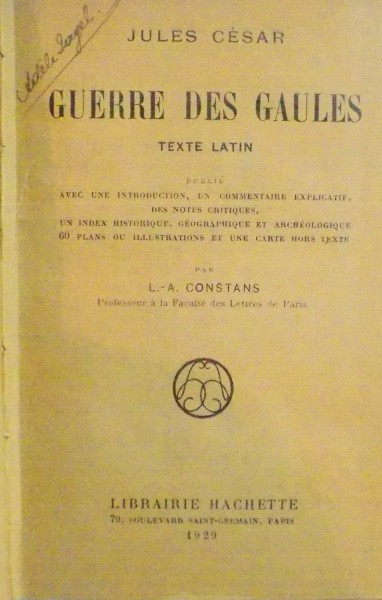 Adèle
JULES CÉSAR
GUERRE DES GAULES
TEXTE LATIN
PUBLIÉ
AVEC UNE INTRODUCTION, UN COMMENTAIRE EXPLICATIF,
DES NOTES CRITIQUES,
UN INDEX HISTORIQUE, GÉOGRAPHIQUE ET ARCHÉOLOGIQUE
60 PLANS OU ILLUSTRATIONS ET UNE CARTE HORS TEXTE
PAR
L.-A. CONSTANS
Professeur à la Faculté des Lettres de Paris
LIBRAIRIE HACHETTE
79, BOULEVARD SAINT-GERMAIN, PARIS
1929